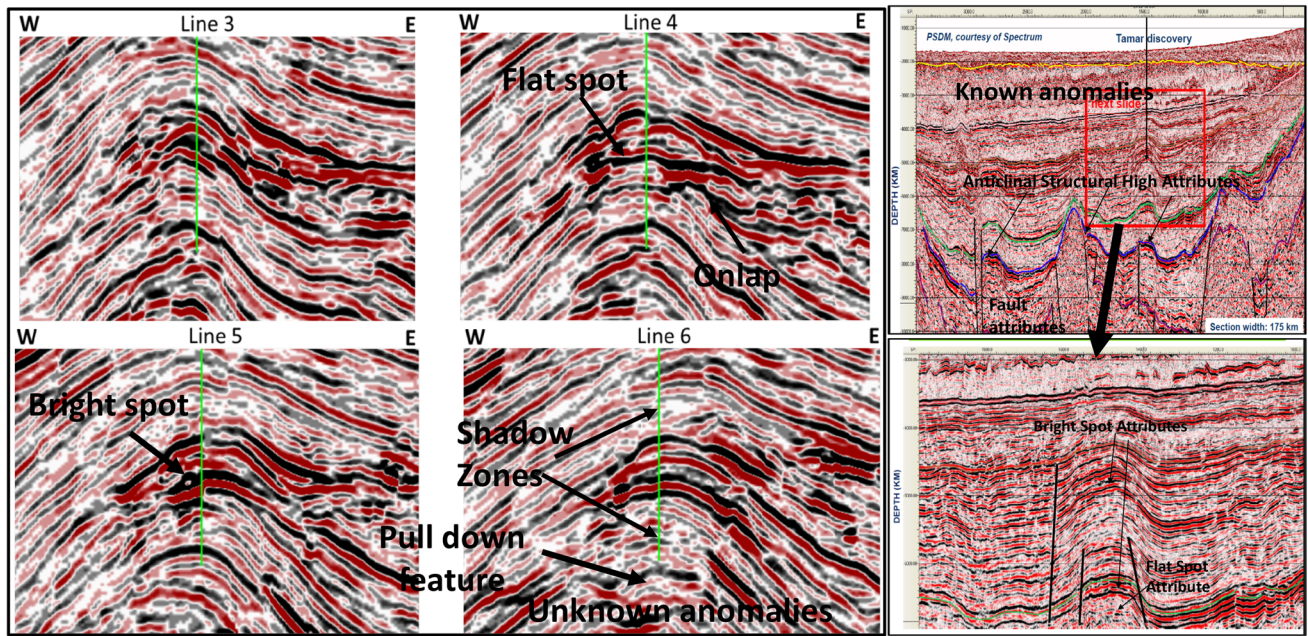 W
Line 3
E
W
Line 4
E
Flat spot
Onlap
W
Line 5
E
Bright spot
W
Line 6
E
Shadow
Zones
Pull down
feature
Unknown anomalies
PSDM, courtesy of Spectrum
Tamar discovery
Known anomalies
next slide
DEPTH (KM)
Anticlinal Structural High Attributes
Fault
attributes
Section width: 175 km
Bright Spot Attributes
DEPTH (KM)
Flat Spot
Attribute